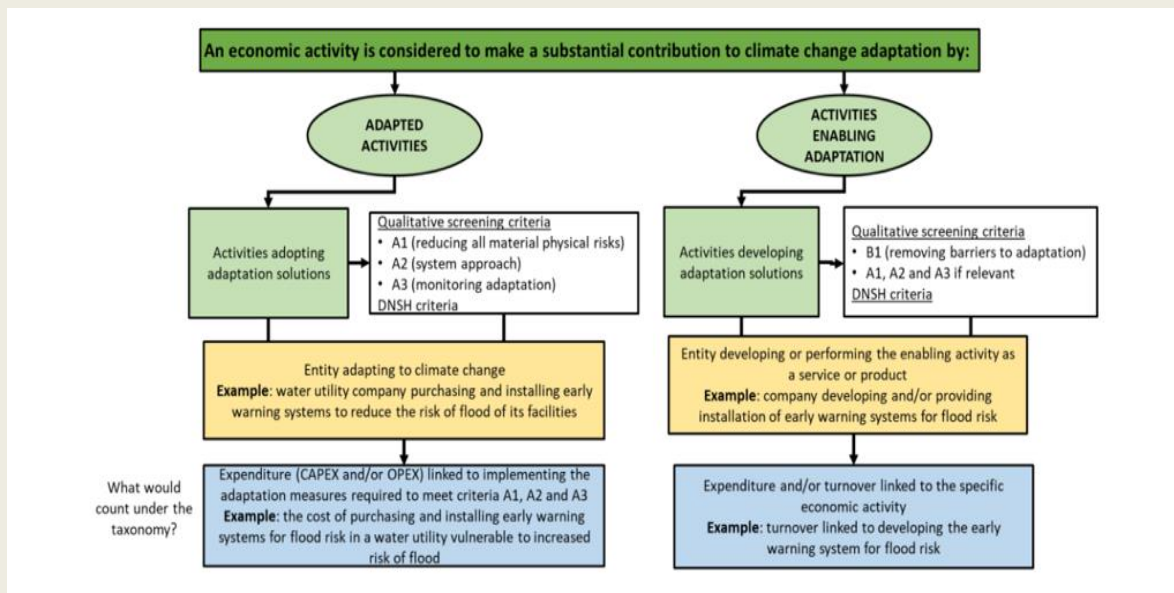 An economic activity is considered to make a substantial contribution to climate change adaptation by:
ADAPTED
ACTIVITIES
ACTIVITIES
ENABLING
ADAPTATION
Activities adopting
adaptation solutions
Qualitative screening criteria
• A1 (reducing all material physical risks)
• A2 (system approach)
• A3 (monitoring adaptation)
DNSH criteria
Activities developing
adaptation solutions
Qualitative screening criteria
• B1 (removing barriers to adaptation)
• A1, A2 and A3 if relevant
DNSH criteria
Entity adapting to climate change
Example: water utility company purchasing and installing early
warning systems to reduce the risk of flood of its facilities
Entity developing or performing the enabling activity as
a service or product
Example: company developing and/or providing
installation of early warning systems for flood risk
What would
count under the
taxonomy?
Expenditure (CAPEX and/or OPEX) linked to implementing the
adaptation measures required to meet criteria A1, A2 and A3
Example: the cost of purchasing and installing early warning
systems for flood risk in a water utility vulnerable to increased
risk of flood
Expenditure and/or turnover linked to the specific
economic activity
Example: turnover linked to developing the early
warning system for flood risk